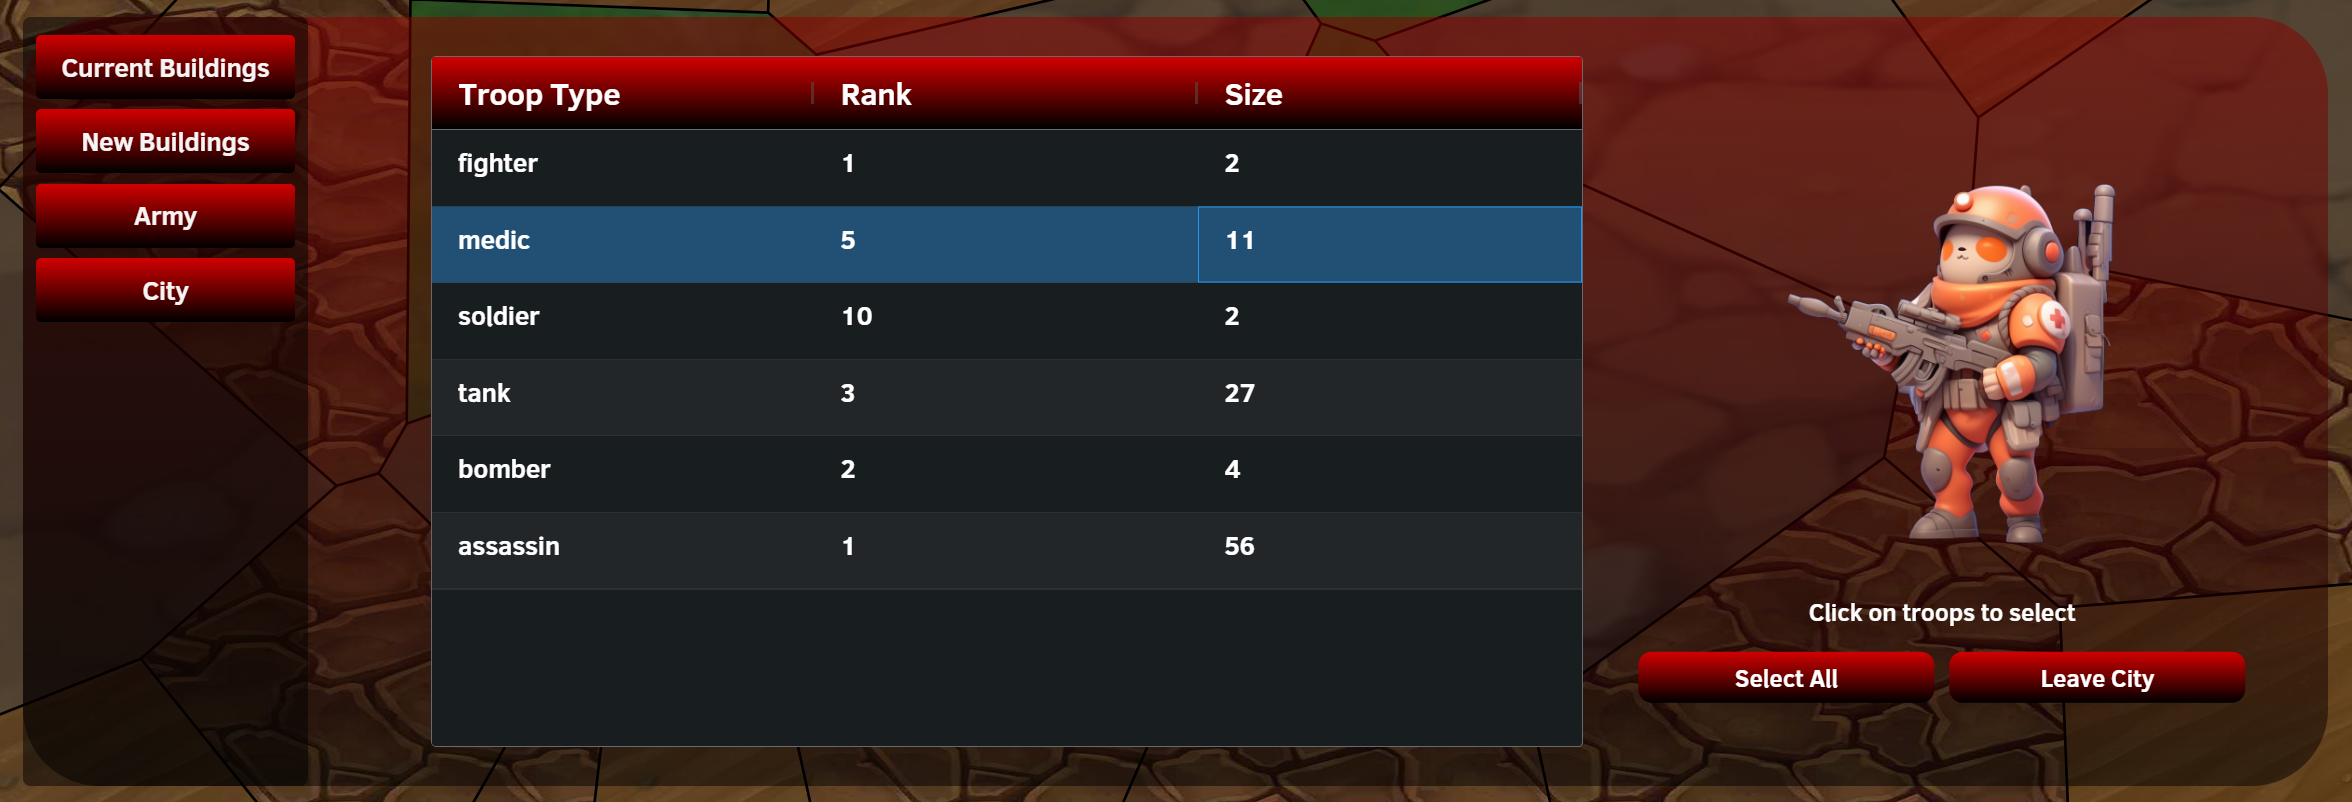 Current Buildings
New Buildings
Army
City
Troop Type Rank Size
fighter 1 2
medic 5 11
soldier 10 2
tank 3 27
bomber 2 4
assassin 1 56
Click on troops to select
Select All Leave City